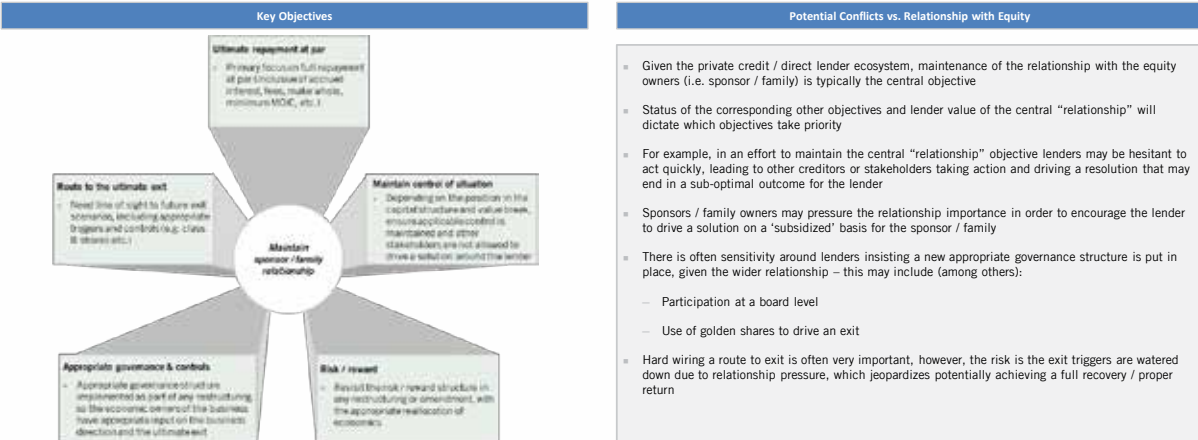 Key Objectives
Ultimate repayment at par
Primary focus on full repayment
at par (inclusive of accrued
interest, fees, make whole,
minimum MOIC, etc.)
Route to the ultimate exit
Need line of sight to future exit
scenarios, including appropriate
triggers and controls (e.g. class
B shares etc.)
Maintain control of situation
Depending on the position in the
capital structure and value break,
ensure applicable control is
maintained and other
stakeholders are not allowed to
drive a solution around the lender
Maintain
sponsor / family
relationship
Appropriate governance & controls
Appropriate governance structure
implemented as part of any restructuring,
so the economic owners of the business
have appropriate input on the business
direction and the ultimate exit
Risk / reward
Revisit the risk / reward structure in
any restructuring or amendment, with
the appropriate reallocation of
economics
Potential Conflicts vs. Relationship with Equity
Given the private credit / direct lender ecosystem, maintenance of the relationship with the equity
owners (i.e. sponsor / family) is typically the central objective
Status of the corresponding other objectives and lender value of the central “relationship” will
dictate which objectives take priority
For example, in an effort to maintain the central “relationship” objective lenders may be hesitant to
act quickly, leading to other creditors or stakeholders taking action and driving a resolution that may
end in a sub-optimal outcome for the lender
Sponsors / family owners may pressure the relationship importance in order to encourage the lender
to drive a solution on a ‘subsidized’ basis for the sponsor / family
There is often sensitivity around lenders insisting a new appropriate governance structure is put in
place, given the wider relationship – this may include (among others):
– Participation at a board level
– Use of golden shares to drive an exit
Hard wiring a route to exit is often very important, however, the risk is the exit triggers are watered
down due to relationship pressure, which jeopardizes potentially achieving a full recovery / proper
return